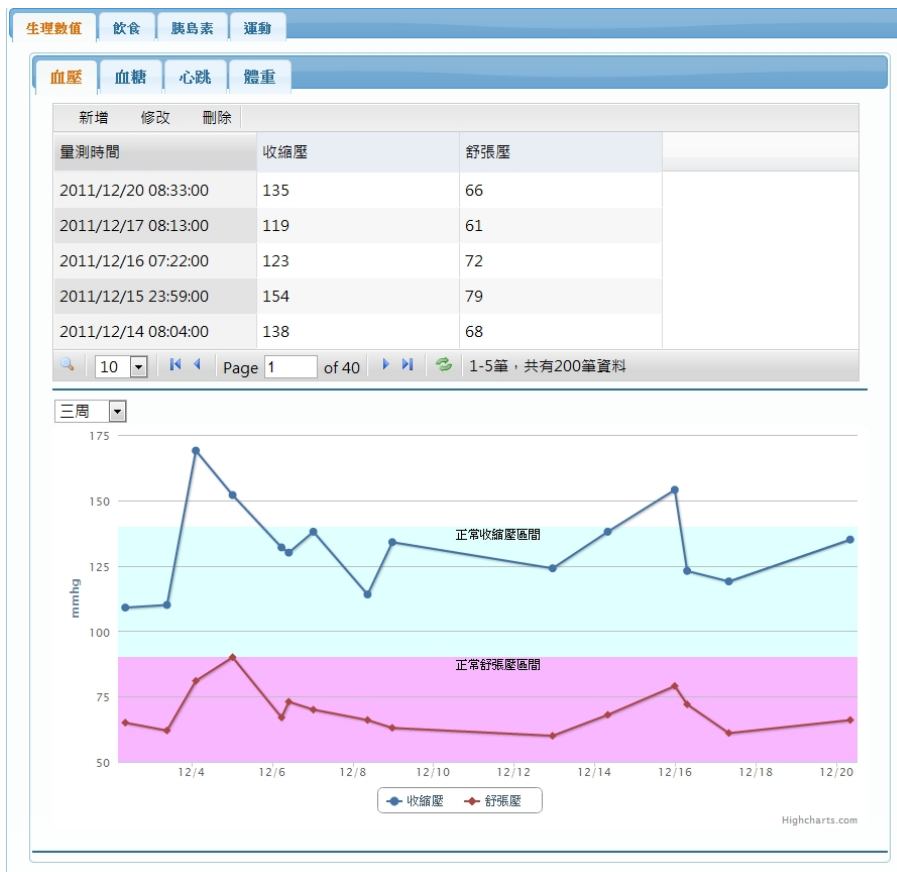 生理數值 飲食 胰島素 運動
血壓 血糖 心跳 體重
新增 修改 刪除
量測時間 收縮壓 舒張壓
2011/12/20 08:33:00 135 66
2011/12/17 08:13:00 119 61
2011/12/16 07:22:00 123 72
2011/12/15 23:59:00 154 79
2011/12/14 08:04:00 138 68
10 Page 1 of 40 1-5筆，共有200筆資料
三周
175
150
正常收縮壓區間
125
mmhg
100
正常舒張壓區間
75
50
12/4 12/6 12/8 12/10 12/12 12/14 12/16 12/18 12/20
收縮壓 舒張壓
Highcharts.com